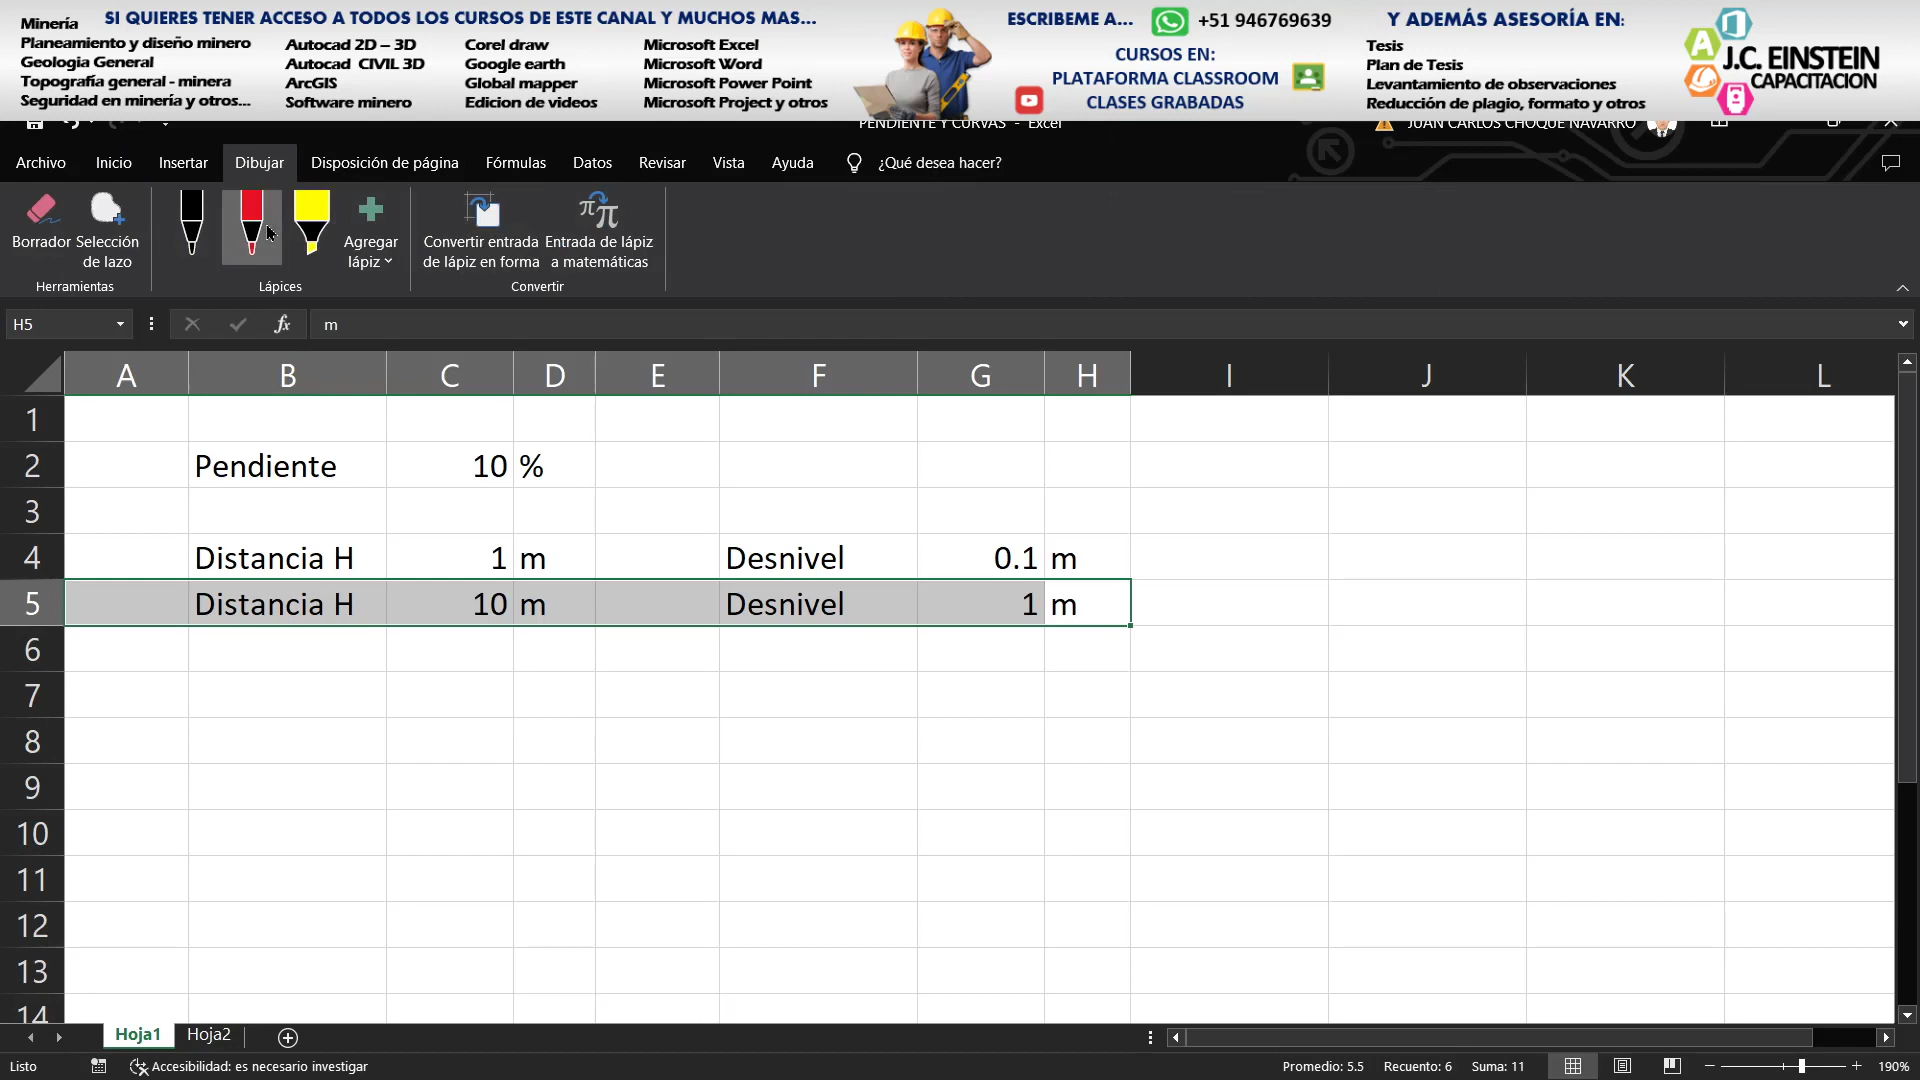 SI QUIERES TENER ACCESO A TODOS LOS CURSOS DE ESTE CANAL Y MUCHOS MAS...
Minería
Planeamiento y diseño minero
Geologia General
Topografía general - minera
Seguridad en minería y otros...
Autocad 2D – 3D
Autocad CIVIL 3D
ArcGIS
Software minero
Corel draw
Google earth
Global mapper
Edicion de videos
Microsoft Excel
Microsoft Word
Microsoft Power Point
Microsoft Project y otros
ESCRIBEME A... +51 946769639
CURSOS EN:
PLATAFORMA CLASSROOM
CLASES GRABADAS
Y ADEMÁS ASESORÍA EN:
Tesis
Plan de Tesis
Levantamiento de observaciones
Reducción de plagio, formato y otros
J.C. EINSTEIN
CAPACITACION
PENDIENTE Y CURVAS - Excel
JUAN CARLOS CHOQUE NAVARRO
Archivo Inicio Insertar Dibujar Disposición de página Fórmulas Datos Revisar Vista Ayuda ¿Qué desea hacer?
Borrador
Selección
de lazo
Agregar
lápiz
Convertir entrada
de lápiz en forma
Entrada de lápiz
a matemáticas
Herramientas Lápices Convertir
H5 fx m
A B C D E F G H I J K L
1
2 Pendiente 10 %
3
4 Distancia H 1 m Desnivel 0.1 m
5 Distancia H 10 m Desnivel 1 m
6
7
8
9
10
11
12
13
14
Hoja1 Hoja2
Listo Accesibilidad: es necesario investigar Promedio: 5.5 Recuento: 6 Suma: 11 190%